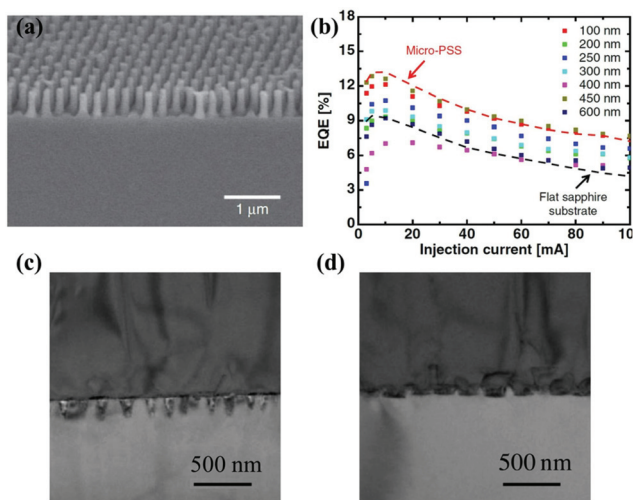 (a)
1 μm
(b)
18
15
12
9
6
3
0
EQE [%]
Micro-PSS
100 nm
200 nm
250 nm
300 nm
400 nm
450 nm
600 nm
Flat sapphire
substrate
0 20 40 60 80 100
Injection current [mA]
(c)
500 nm
(d)
500 nm